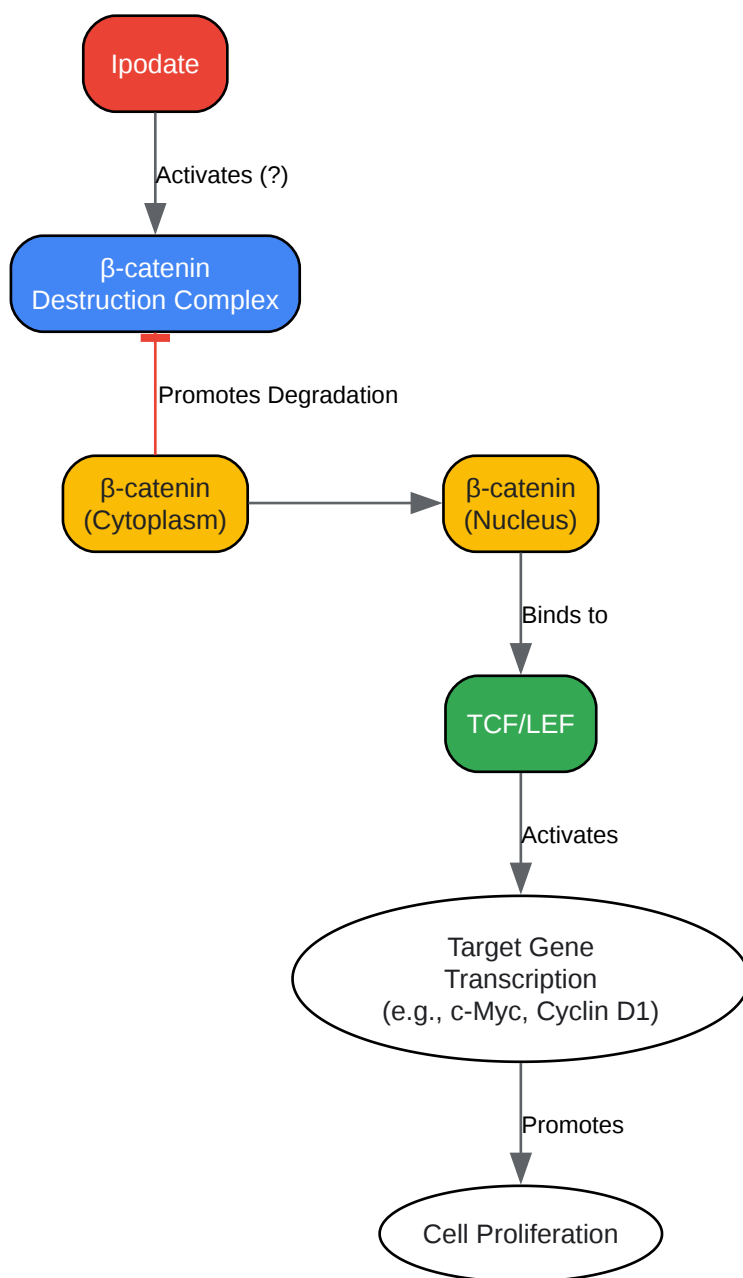 Ipodate
Activates (?)
β-catenin
Destruction Complex
Promotes Degradation
β-catenin
(Cytoplasm)
β-catenin
(Nucleus)
Binds to
TCF/LEF
Activates
Target Gene
Transcription
(e.g., c-Myc, Cyclin D1)
Promotes
Cell Proliferation